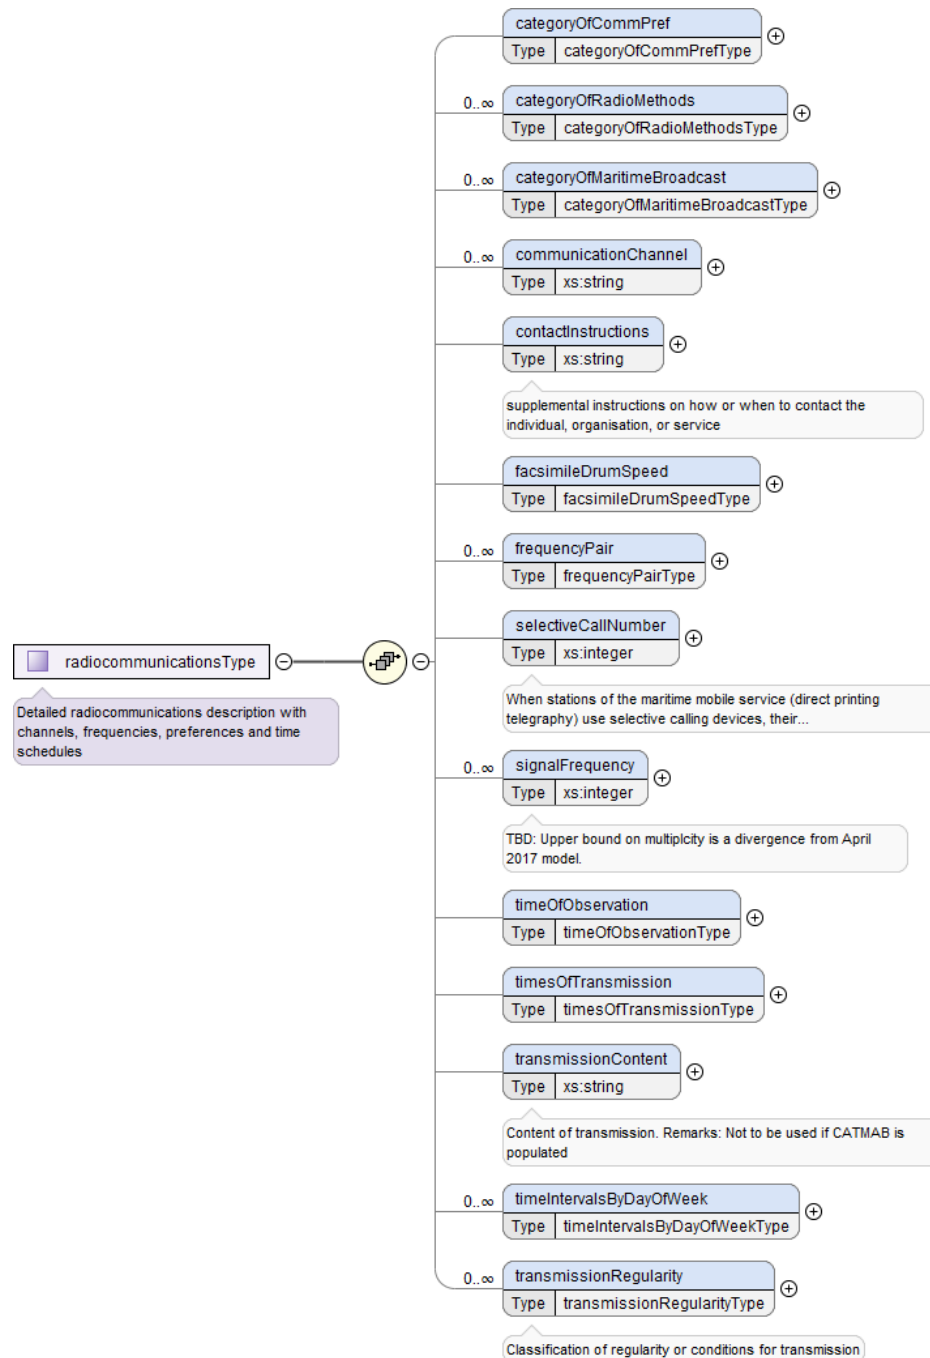 categoryOfCommPref
Type categoryOfCommPrefType
0..∞
categoryOfRadioMethods
Type categoryOfRadioMethodsType
0..∞
categoryOfMaritimeBroadcast
Type categoryOfMaritimeBroadcastType
0..∞
communicationChannel
Type xs:string
contactInstructions
Type xs:string
supplemental instructions on how or when to contact the
individual, organisation, or service
facsimileDrumSpeed
Type facsimileDrumSpeedType
0..∞
frequencyPair
Type frequencyPairType
selectiveCallNumber
Type xs:integer
radiocommunicationsType
Detailed radiocommunications description with
channels, frequencies, preferences and time
schedules
When stations of the maritime mobile service (direct printing
telegraphy) use selective calling devices, their...
0..∞
signalFrequency
Type xs:integer
TBD: Upper bound on multiplcity is a divergence from April
2017 model.
timeOfObservation
Type timeOfObservationType
timesOfTransmission
Type timesOfTransmissionType
transmissionContent
Type xs:string
Content of transmission. Remarks: Not to be used if CATMAB is
populated
0..∞
timeIntervalsByDayOfWeek
Type timeIntervalsByDayOfWeekType
0..∞
transmissionRegularity
Type transmissionRegularityType
Classification of regularity or conditions for transmission